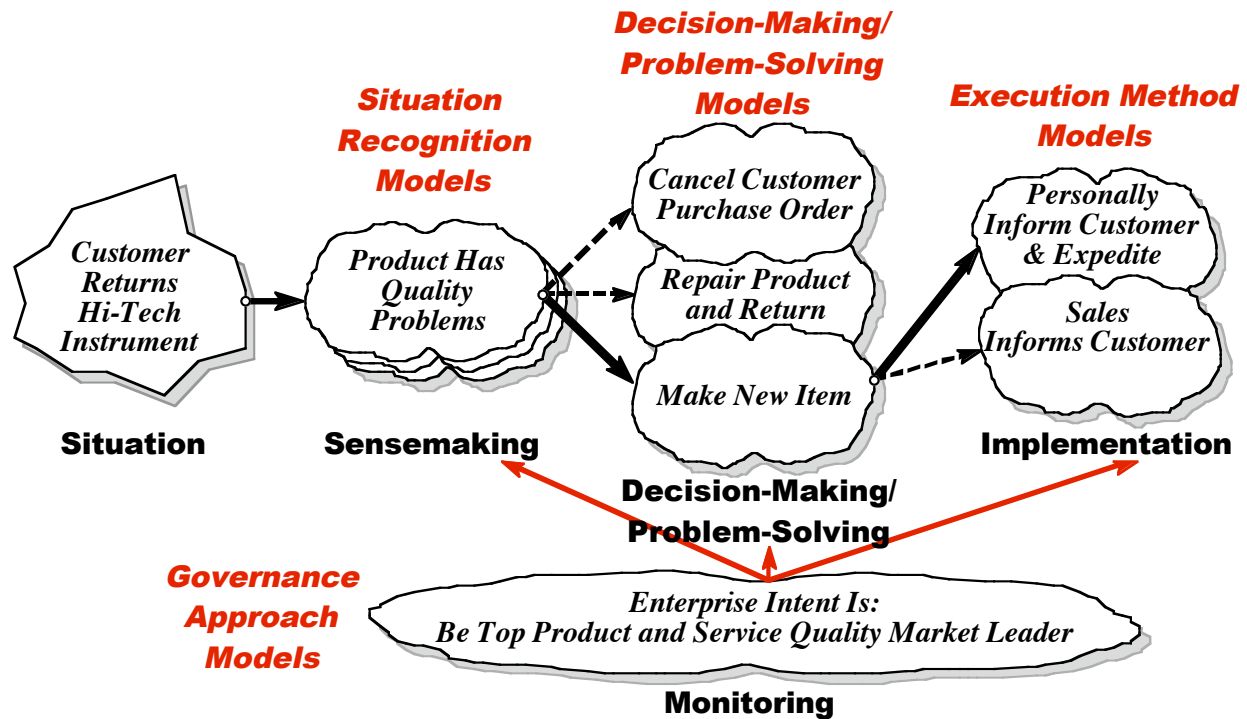 Decision-Making/
Problem-Solving
Models
Situation
Recognition
Models
Execution Method
Models
Customer
Returns
Hi-Tech
Instrument
Product Has
Quality
Problems
Cancel Customer
Purchase Order
Repair Product
and Return
Make New Item
Personally
Inform Customer
& Expedite
Sales
Informs Customer
Situation
Sensemaking
Decision-Making/
Problem-Solving
Implementation
Governance
Approach
Models
Enterprise Intent Is:
Be Top Product and Service Quality Market Leader
Monitoring